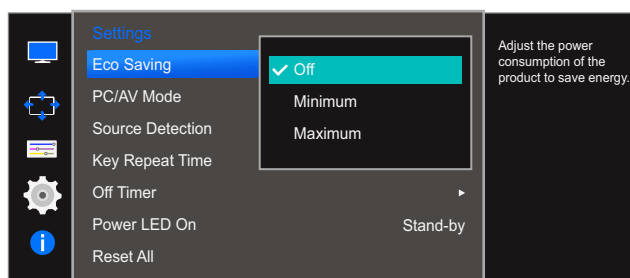 Settings
Eco Saving
Off
PC/AV Mode
Minimum
Source Detection
Maximum
Key Repeat Time
Off Timer
Power LED On Stand-by
Reset All
Adjust the power
consumption of the
product to save energy.